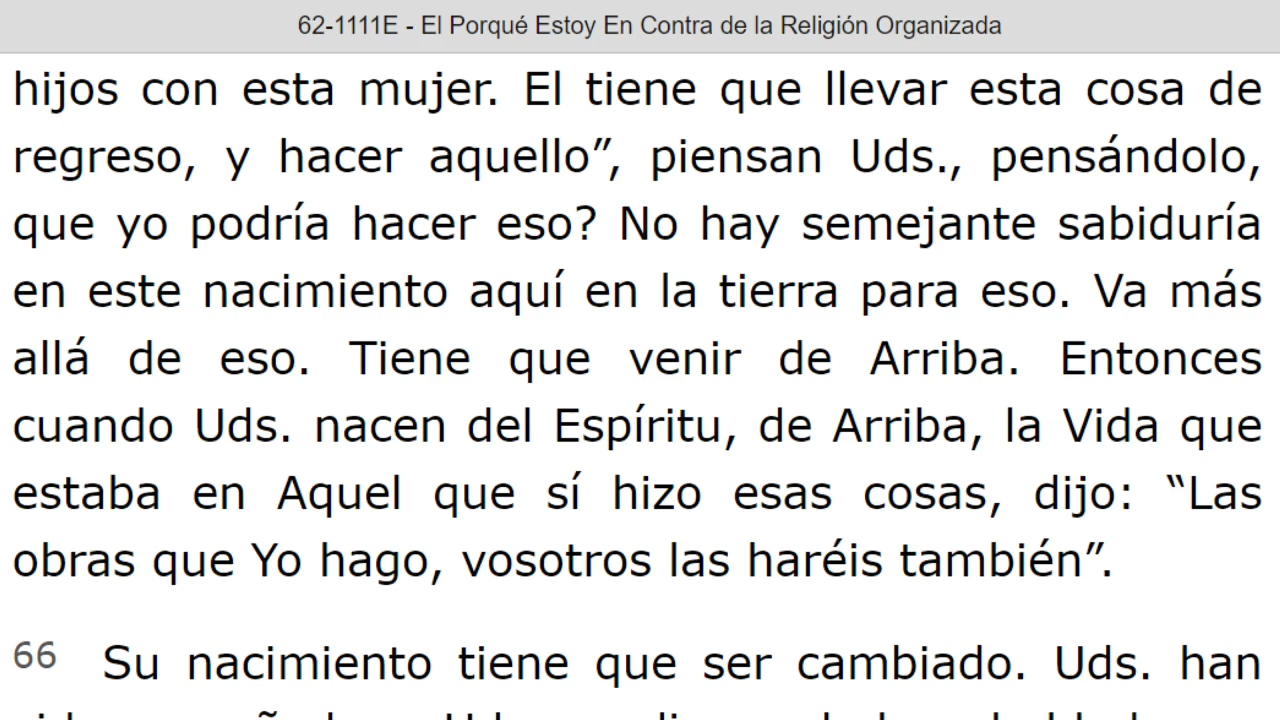 62-1111E - El Porqué Estoy En Contra de la Religión Organizada
hijos con esta mujer. El tiene que llevar esta cosa de
regreso, y hacer aquello”, piensan Uds., pensándolo,
que yo podría hacer eso? No hay semejante sabiduría
en este nacimiento aquí en la tierra para eso. Va más
allá de eso. Tiene que venir de Arriba. Entonces
cuando Uds. nacen del Espíritu, de Arriba, la Vida que
estaba en Aquel que sí hizo esas cosas, dijo: “Las
obras que Yo hago, vosotros las haréis también”.
66 Su nacimiento tiene que ser cambiado. Uds. han